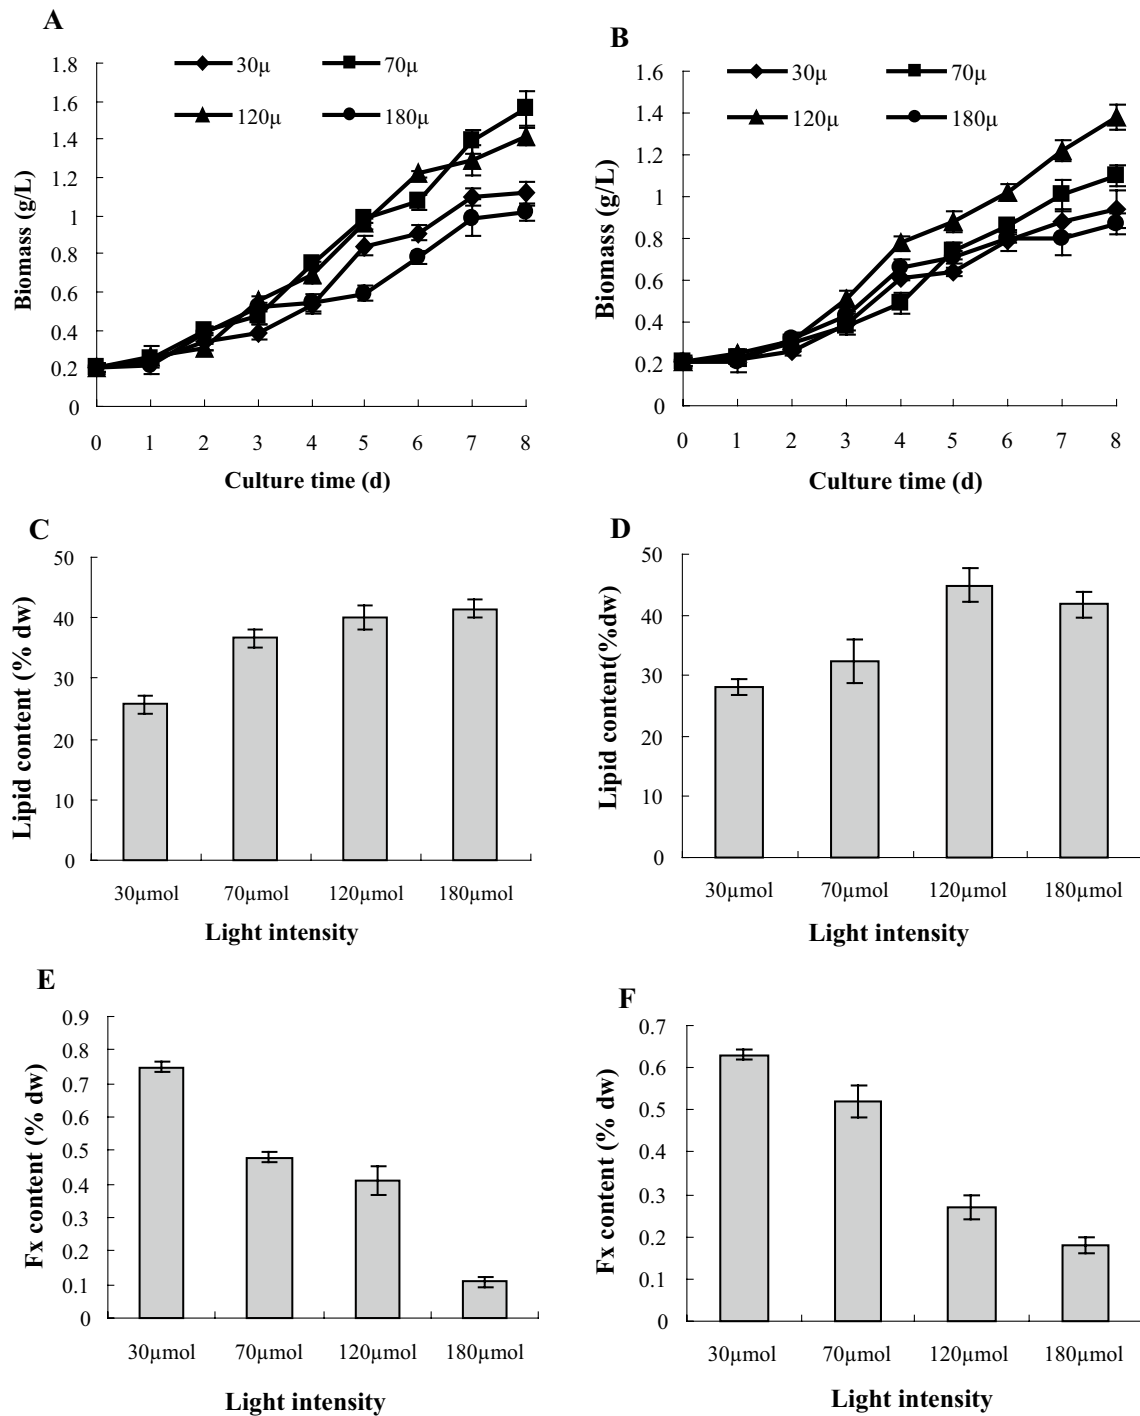 A
30µ 70µ
120µ 180µ
Biomass (g/L)
1.8
1.6
1.4
1.2
1
0.8
0.6
0.4
0.2
0
0 1 2 3 4 5 6 7 8
Culture time (d)
B
30µ 70µ
120µ 180µ
Biomass (g/L)
1.6
1.4
1.2
1.0
0.8
0.6
0.4
0.2
0
0 1 2 3 4 5 6 7 8
Culture time (d)
C
Lipid content (% dw)
50
40
30
20
10
0
30µmol 70µmol 120µmol 180µmol
Light intensity
D
Lipid content(%dw)
50
40
30
20
10
0
30µmol 70µmol 120µmol 180µmol
Light intensity
E
Fx content (% dw)
0.9
0.8
0.7
0.6
0.5
0.4
0.3
0.2
0.1
0
30µmol 70µmol 120µmol 180µmol
Light intensity
F
Fx content (% dw)
0.7
0.6
0.5
0.4
0.3
0.2
0.1
0
30µmol 70µmol 120µmol 180µmol
Light intensity